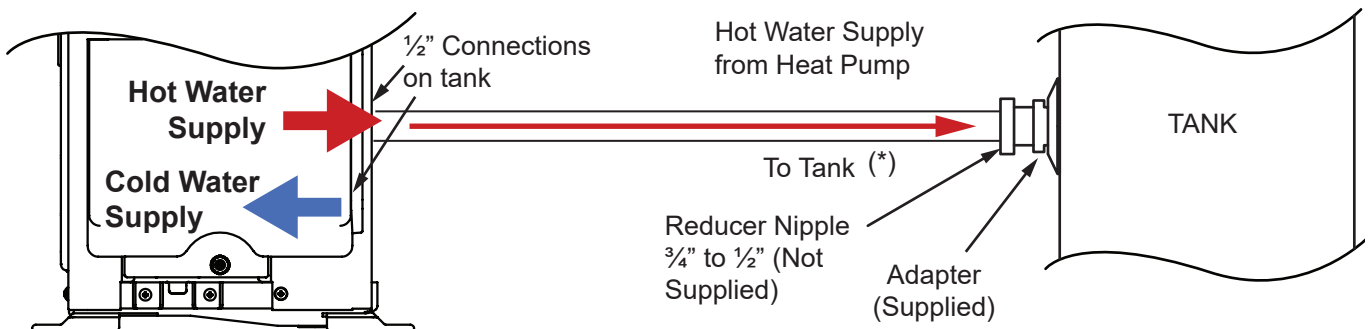 ½” Connections
on tank
Hot Water
Supply
Cold Water
Supply
Hot Water Supply
from Heat Pump
To Tank (*)
Reducer Nipple
¾” to ½” (Not
Supplied)
Adapter
(Supplied)
TANK